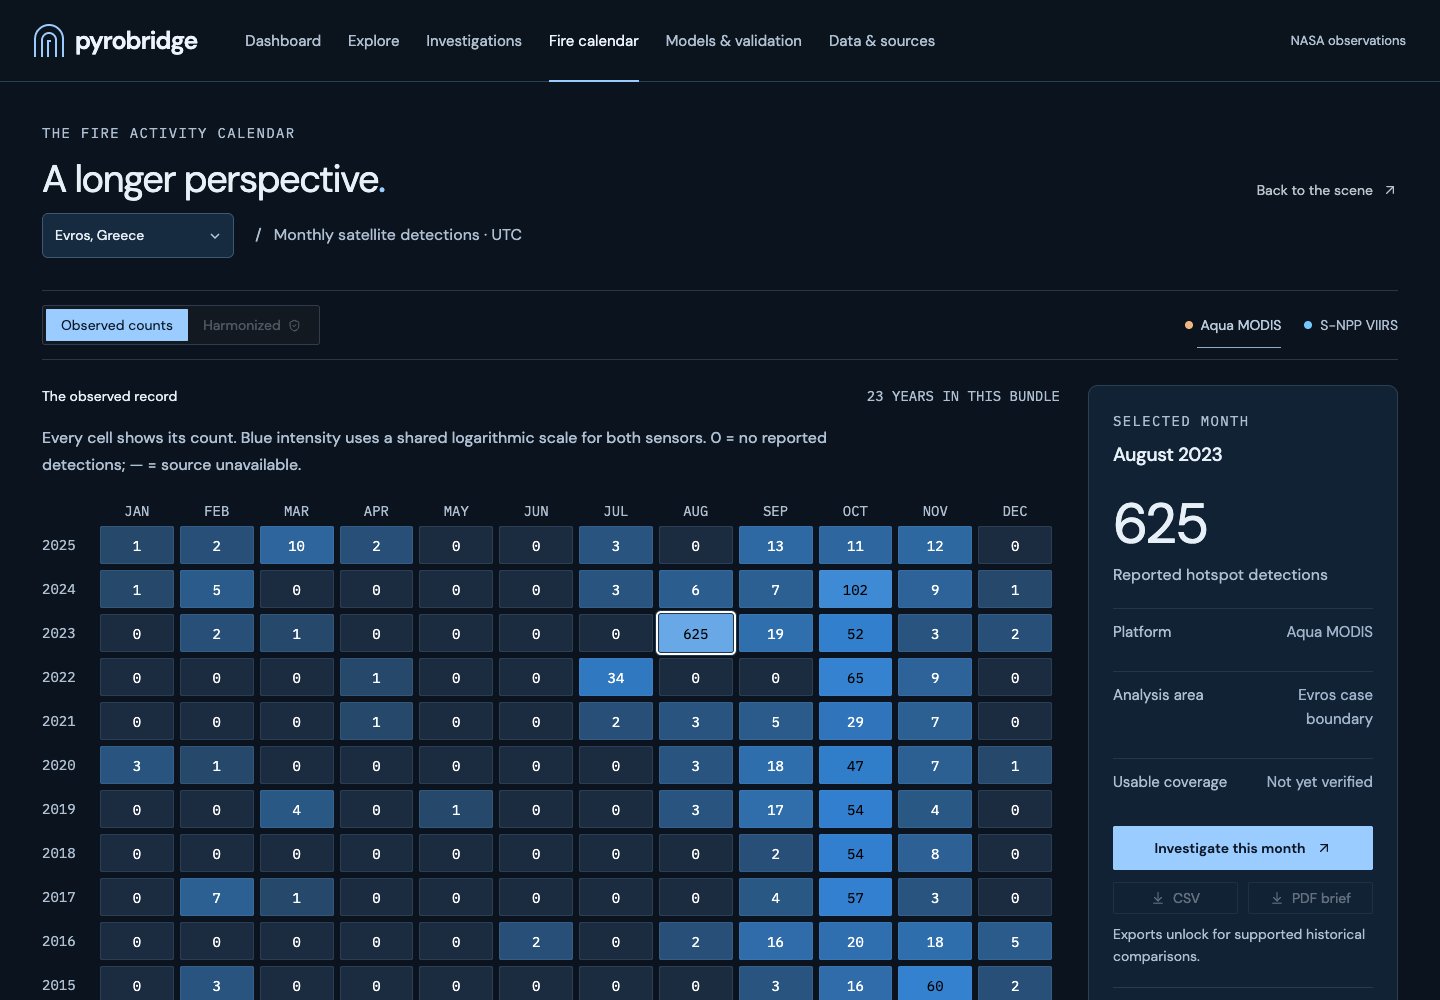 pyrobridge Dashboard Explore Investigations Fire calendar Models & validation Data & sources NASA observations
THE FIRE ACTIVITY CALENDAR
A longer perspective.
Back to the scene
Evros, Greece / Monthly satellite detections · UTC
Observed counts Harmonized Aqua MODIS S-NPP VIIRS
The observed record 23 YEARS IN THIS BUNDLE
Every cell shows its count. Blue intensity uses a shared logarithmic scale for both sensors. 0 = no reported
detections; — = source unavailable.
JAN FEB MAR APR MAY JUN JUL AUG SEP OCT NOV DEC
2025 1 2 10 2 0 0 3 0 13 11 12 0
2024 1 5 0 0 0 0 3 6 7 102 9 1
2023 0 2 1 0 0 0 0 625 19 52 3 2
2022 0 0 0 1 0 0 34 0 0 65 9 0
2021 0 0 0 1 0 0 2 3 5 29 7 0
2020 3 1 0 0 0 0 0 3 18 47 7 1
2019 0 0 4 0 1 0 0 3 17 54 4 0
2018 0 0 0 0 0 0 0 0 2 54 8 0
2017 0 7 1 0 0 0 0 0 4 57 3 0
2016 0 0 0 0 0 2 0 2 16 20 18 5
2015 0 3 0 0 0 0 0 0 3 16 60 2
SELECTED MONTH
August 2023
625
Reported hotspot detections
Platform Aqua MODIS
Analysis area Evros case
boundary
Usable coverage Not yet verified
Investigate this month
CSV PDF brief
Exports unlock for supported historical
comparisons.